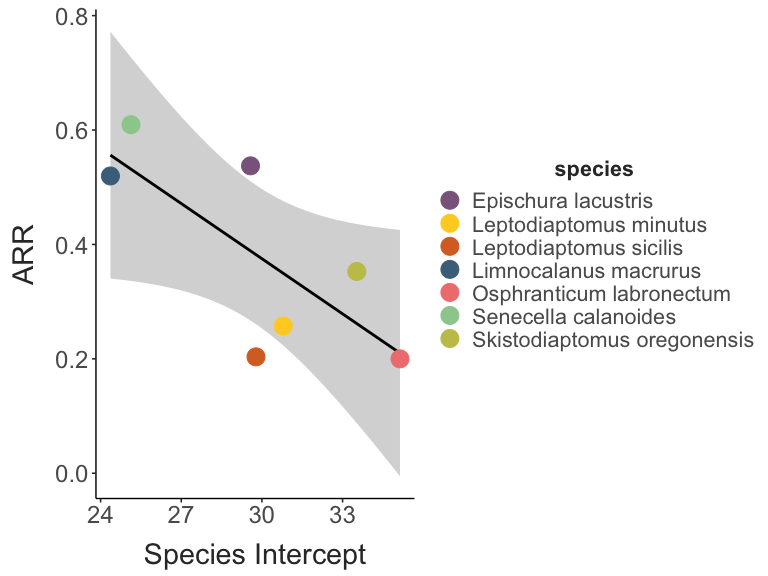 0.8
0.6
0.4
0.2
0.0
ARR
24
27
30
33
Species Intercept
species
Epischura lacustris
Leptodiaptomus minutus
Leptodiaptomus sicilis
Limnocalanus macrurus
Osphranticum labronectum
Senecella calanoides
Skistodiaptomus oregonensis